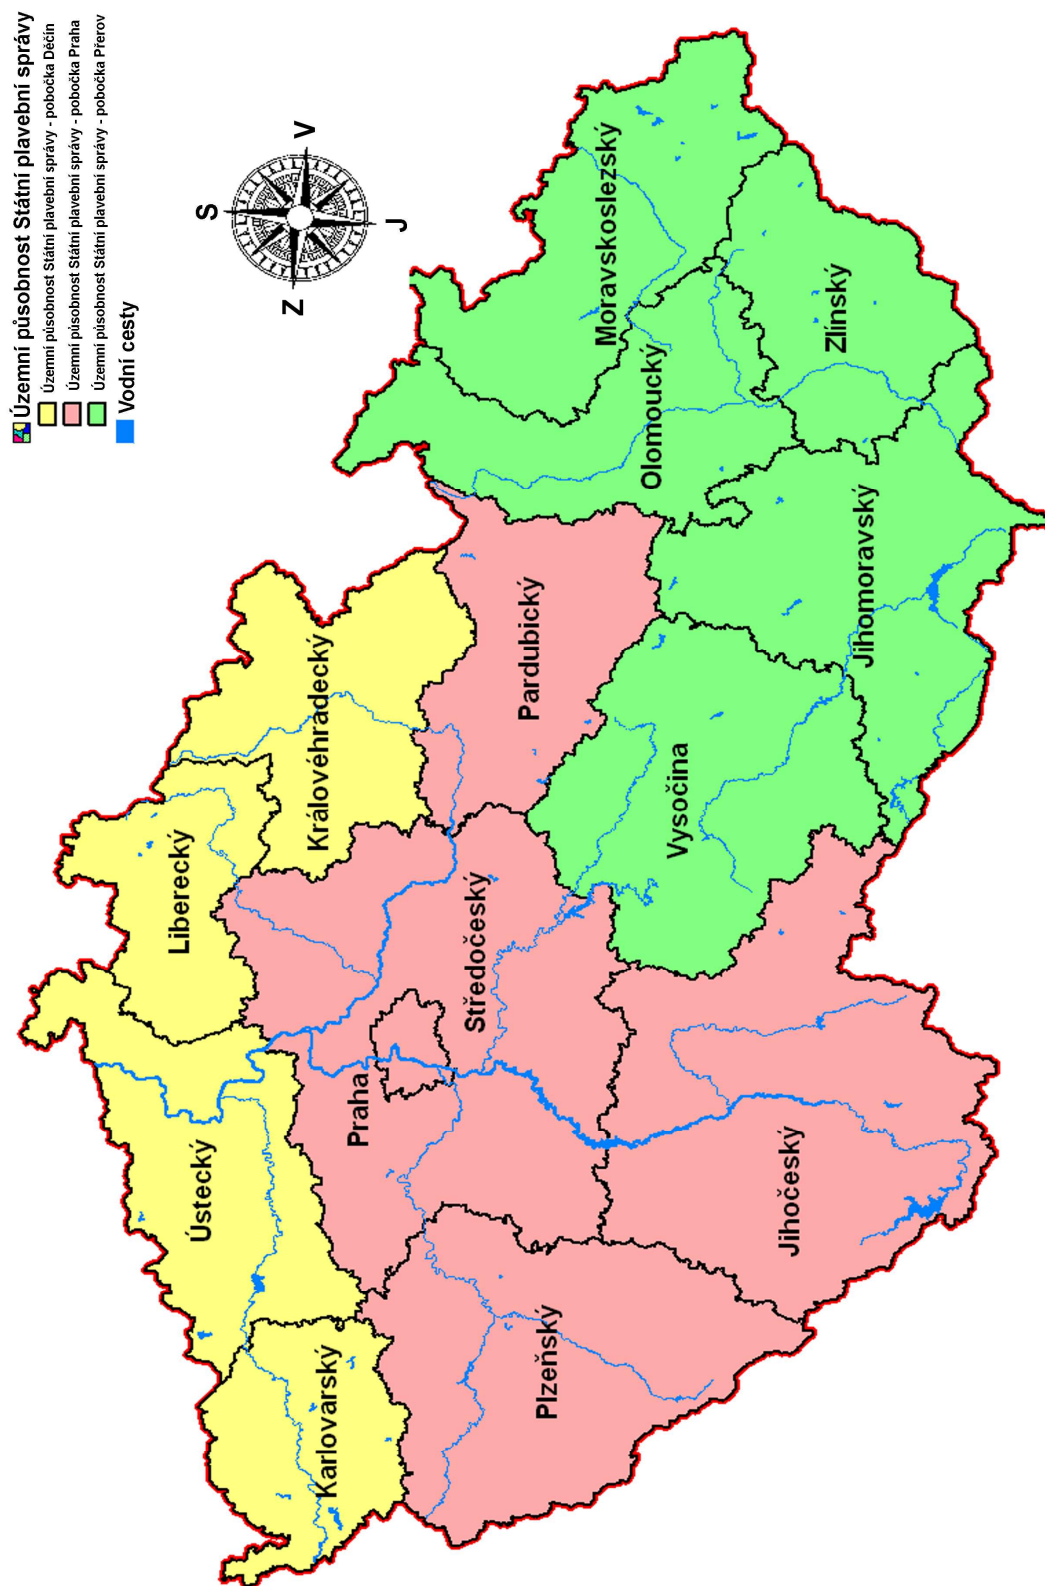 Územní působnost Státní plavební správy
Územní působnost Státní plavební správy - pobočka Děčín
Územní působnost Státní plavební správy - pobočka Praha
Územní působnost Státní plavební správy - pobočka Přerov
Vodní cesty
S
Z
V
J
Liberecký
Ústecký
Královéhradecký
Karlovarský
Praha
Středočeský
Pardubický
Plzeňský
Moravskoslezský
Olomoucký
Vysočina
Jihočeský
Zlínský
Jihomoravský